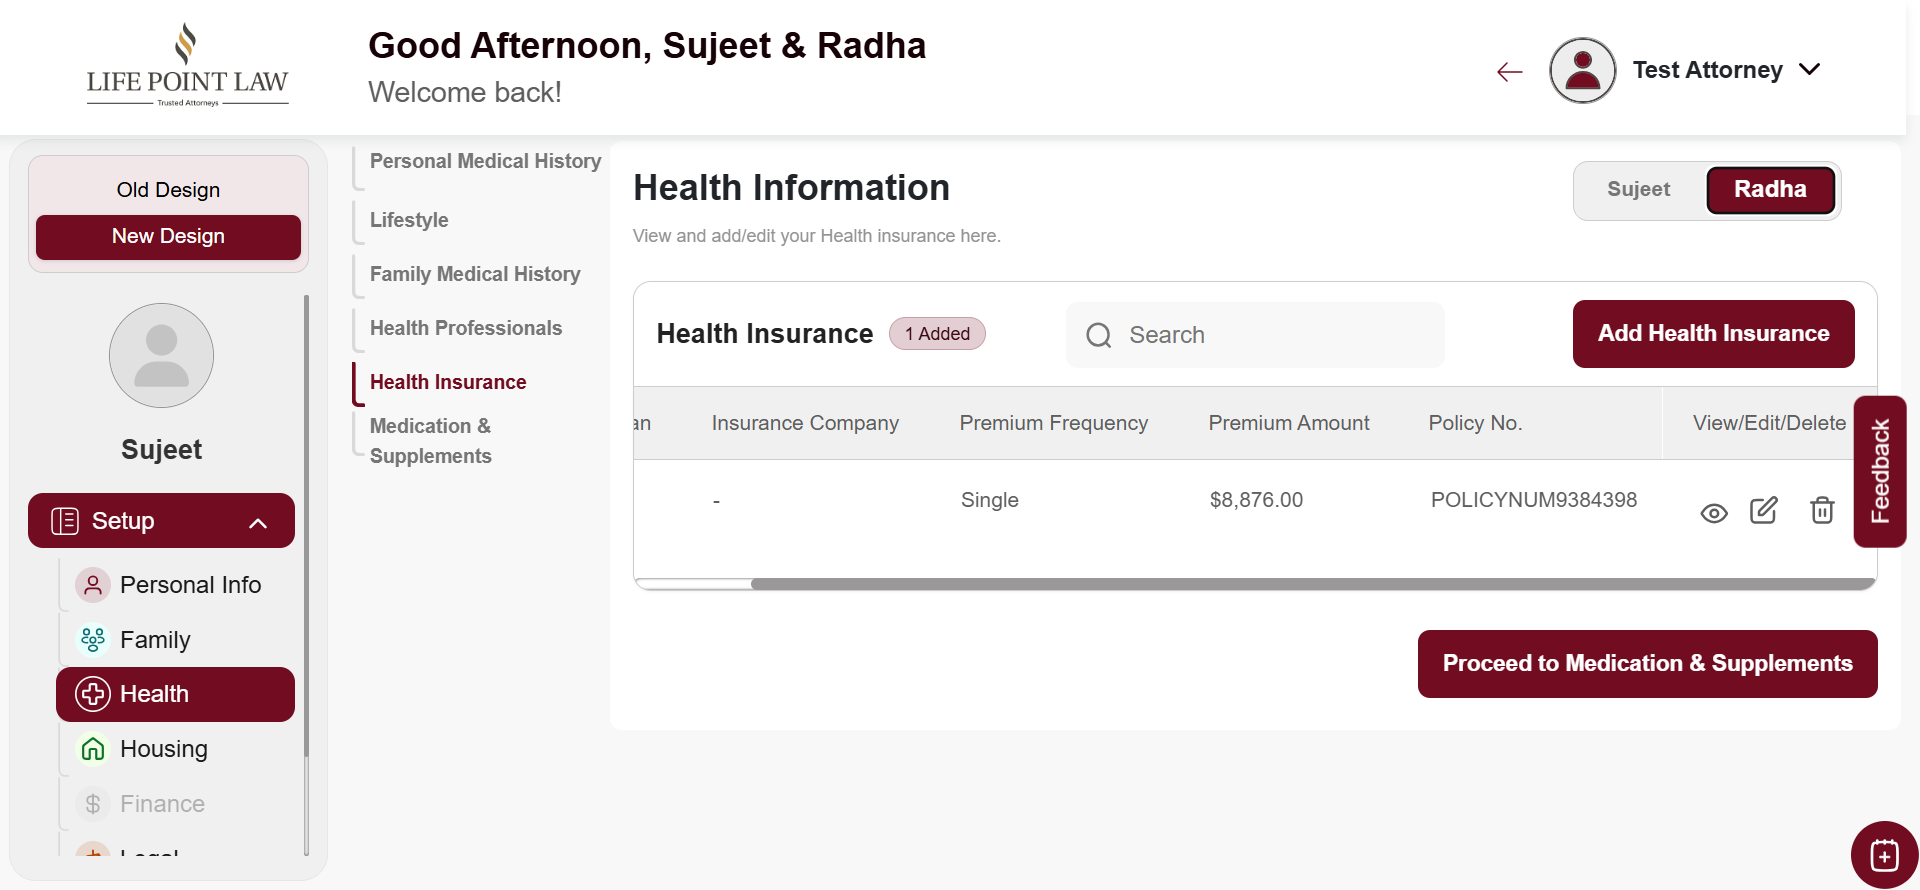 LIFE POINT LAW
Trusted Attorneys
Good Afternoon, Sujeet & Radha
Welcome back!
Test Attorney
Old Design
New Design
Sujeet
Setup
Personal Info
Family
Health
Housing
Finance
Personal Medical History
Lifestyle
Family Medical History
Health Professionals
Health Insurance
Medication &
Supplements
Health Information
View and add/edit your Health insurance here.
Sujeet
Radha
Health Insurance
1 Added
Search
Add Health Insurance
an Insurance Company Premium Frequency Premium Amount Policy No. View/Edit/Delete
- Single $8,876.00 POLICYNUM9384398
Proceed to Medication & Supplements
Feedback